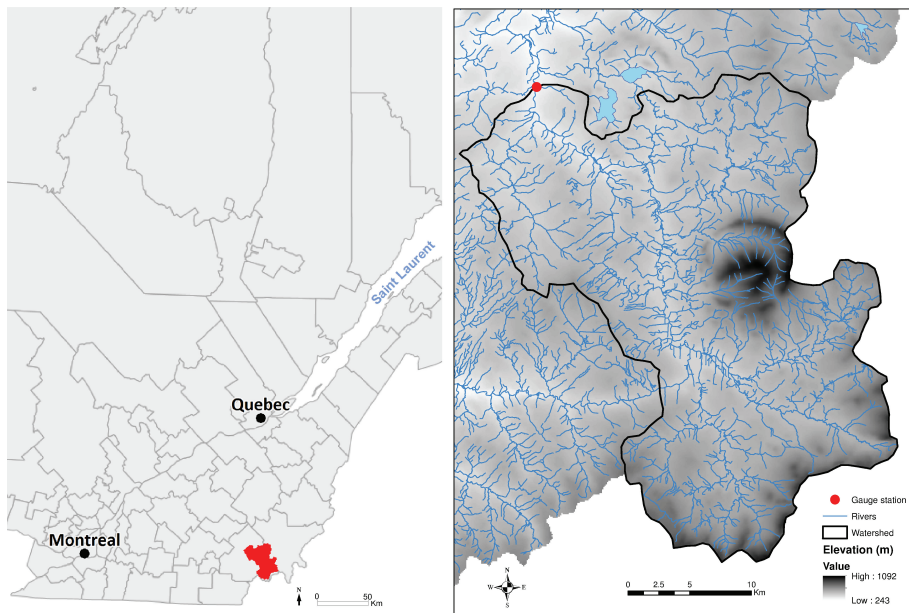 Saint Laurent
Quebec
Montreal
N
0 50
Km
Gauge station
Rivers
Watershed
Elevation (m)
Value
High : 1092
Low : 243
N
W E
S
0 2.5 5 10
Km